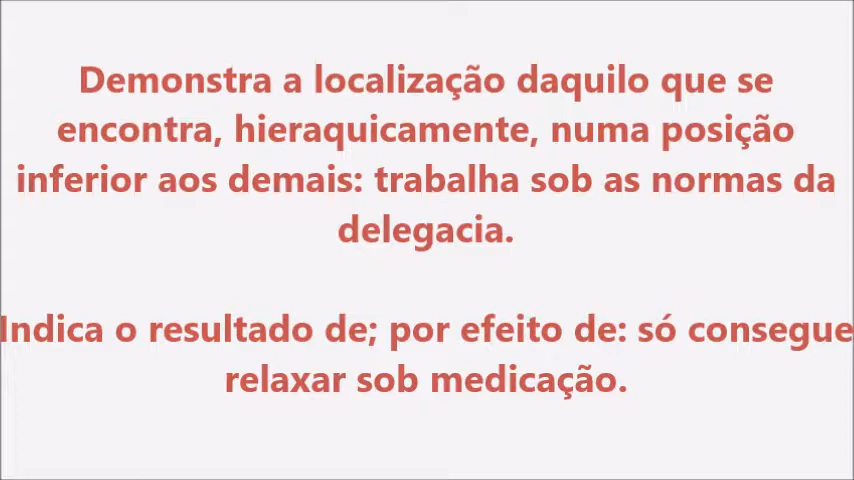 Demonstra a localização daquilo que se
encontra, hieraquicamente, numa posição
inferior aos demais: trabalha sob as normas da
delegacia.
Indica o resultado de; por efeito de: só consegue
relaxar sob medicação.